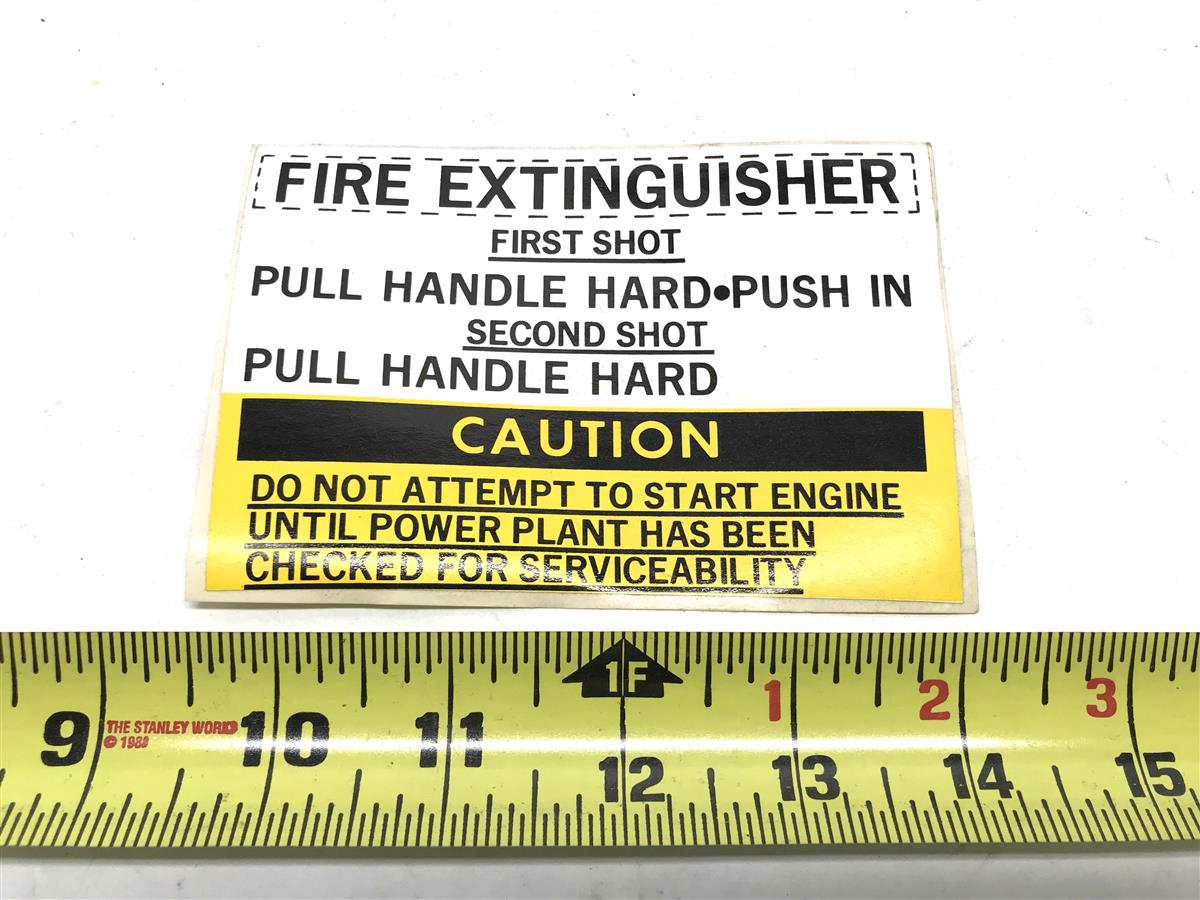 FIRE EXTINGUISHER
FIRST SHOT
PULL HANDLE HARD•PUSH IN
SECOND SHOT
PULL HANDLE HARD
CAUTION
DO NOT ATTEMPT TO START ENGINE
UNTIL POWER PLANT HAS BEEN
CHECKED FOR SERVICEABILITY
1F
1 2 3
THE STANLEY WORKS
© 1989
9 10 11 12 13 14 15